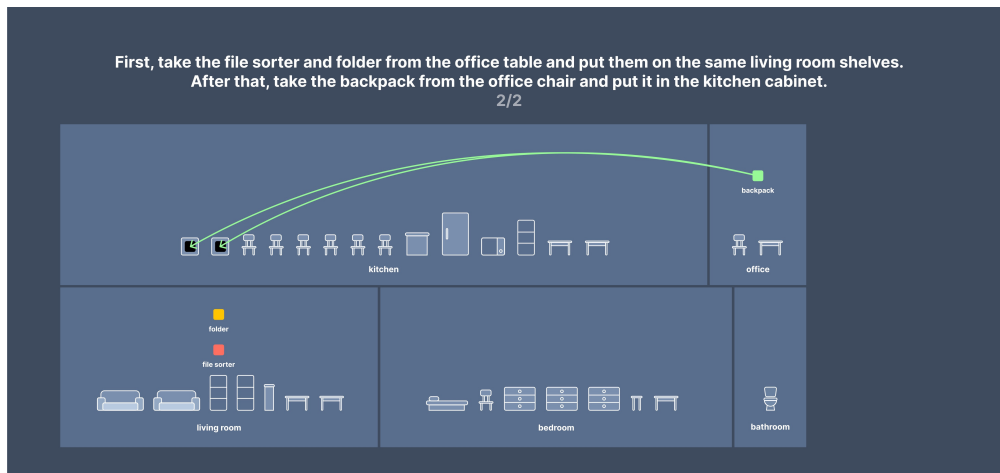 First, take the file sorter and folder from the office table and put them on the same living room shelves.
After that, take the backpack from the office chair and put it in the kitchen cabinet.
2/2
backpack
kitchen
office
folder
file sorter
living room
bedroom
bathroom